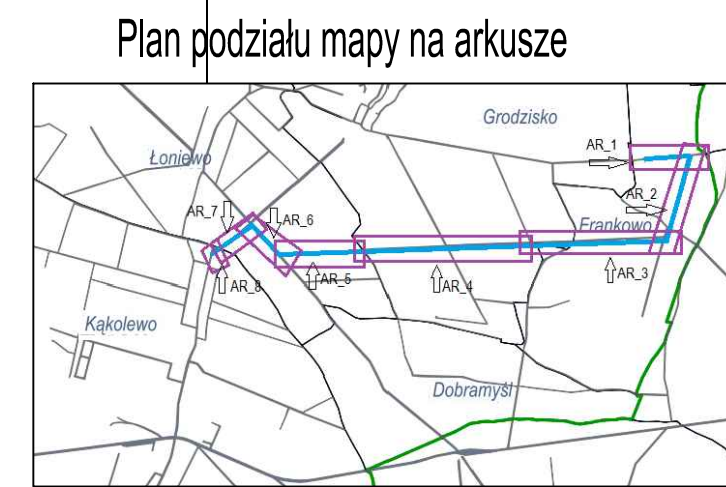 Plan podziału mapy na arkusze
Grodzisko
Łoniewo
AR_1
AR_2
AR_7
AR_6
Frankowo
AR_8
AR_5
AR_4
AR_3
Kąkolewo
Dobramyśl